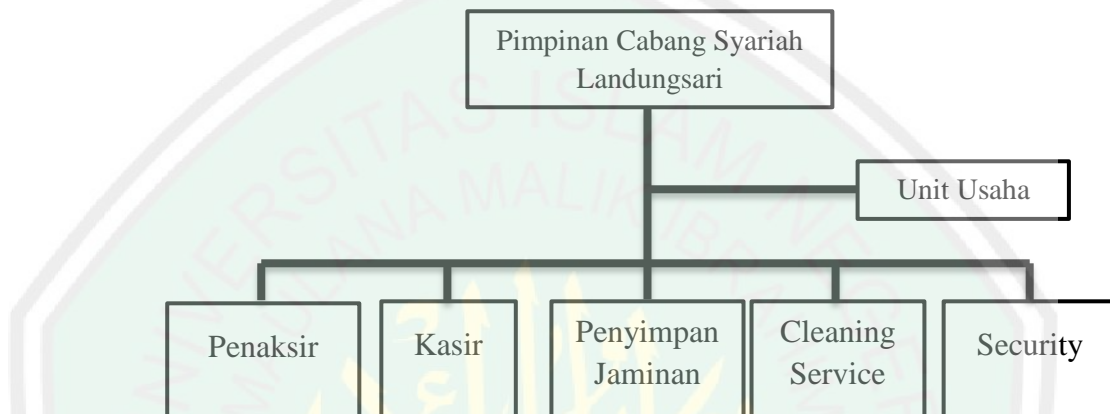 Pimpinan Cabang Syariah
Landungsari
Unit Usaha
Penaksir
Kasir
Penyimpan
Jaminan
Cleaning
Service
Security